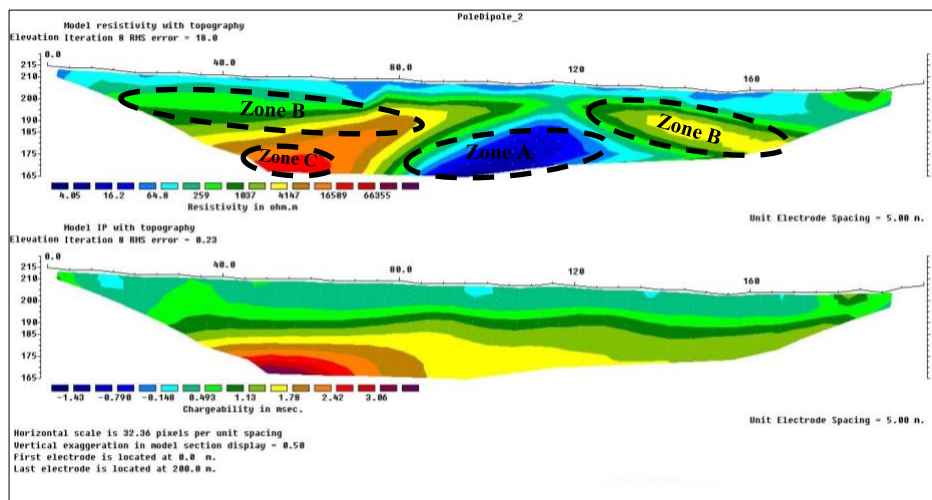 PoleDipole_2
Model resistivity with topography
Elevation Iteration 8 RMS error = 18.0
0.0
215
40.0
210
80.0
120
160
200
Zone B
Zone B
190
185
Zone C
Zone A
175
165
4.05 16.2 64.8 259 1037 4147 16589 66355
Resistivity in ohm.m
Unit Electrode Spacing = 5.00 m.
Model IP with topography
Elevation Iteration 8 RMS error = 0.23
0.0
215
40.0
210
80.0
120
160
200
190
185
175
165
-1.43 -0.790 -0.148 0.493 1.13 1.78 2.42 3.06
Chargeability in msec.
Unit Electrode Spacing = 5.00 m.
Horizontal scale is 32.36 pixels per unit spacing
Vertical exaggeration in model section display = 0.50
First electrode is located at 0.0 m.
Last electrode is located at 200.0 m.